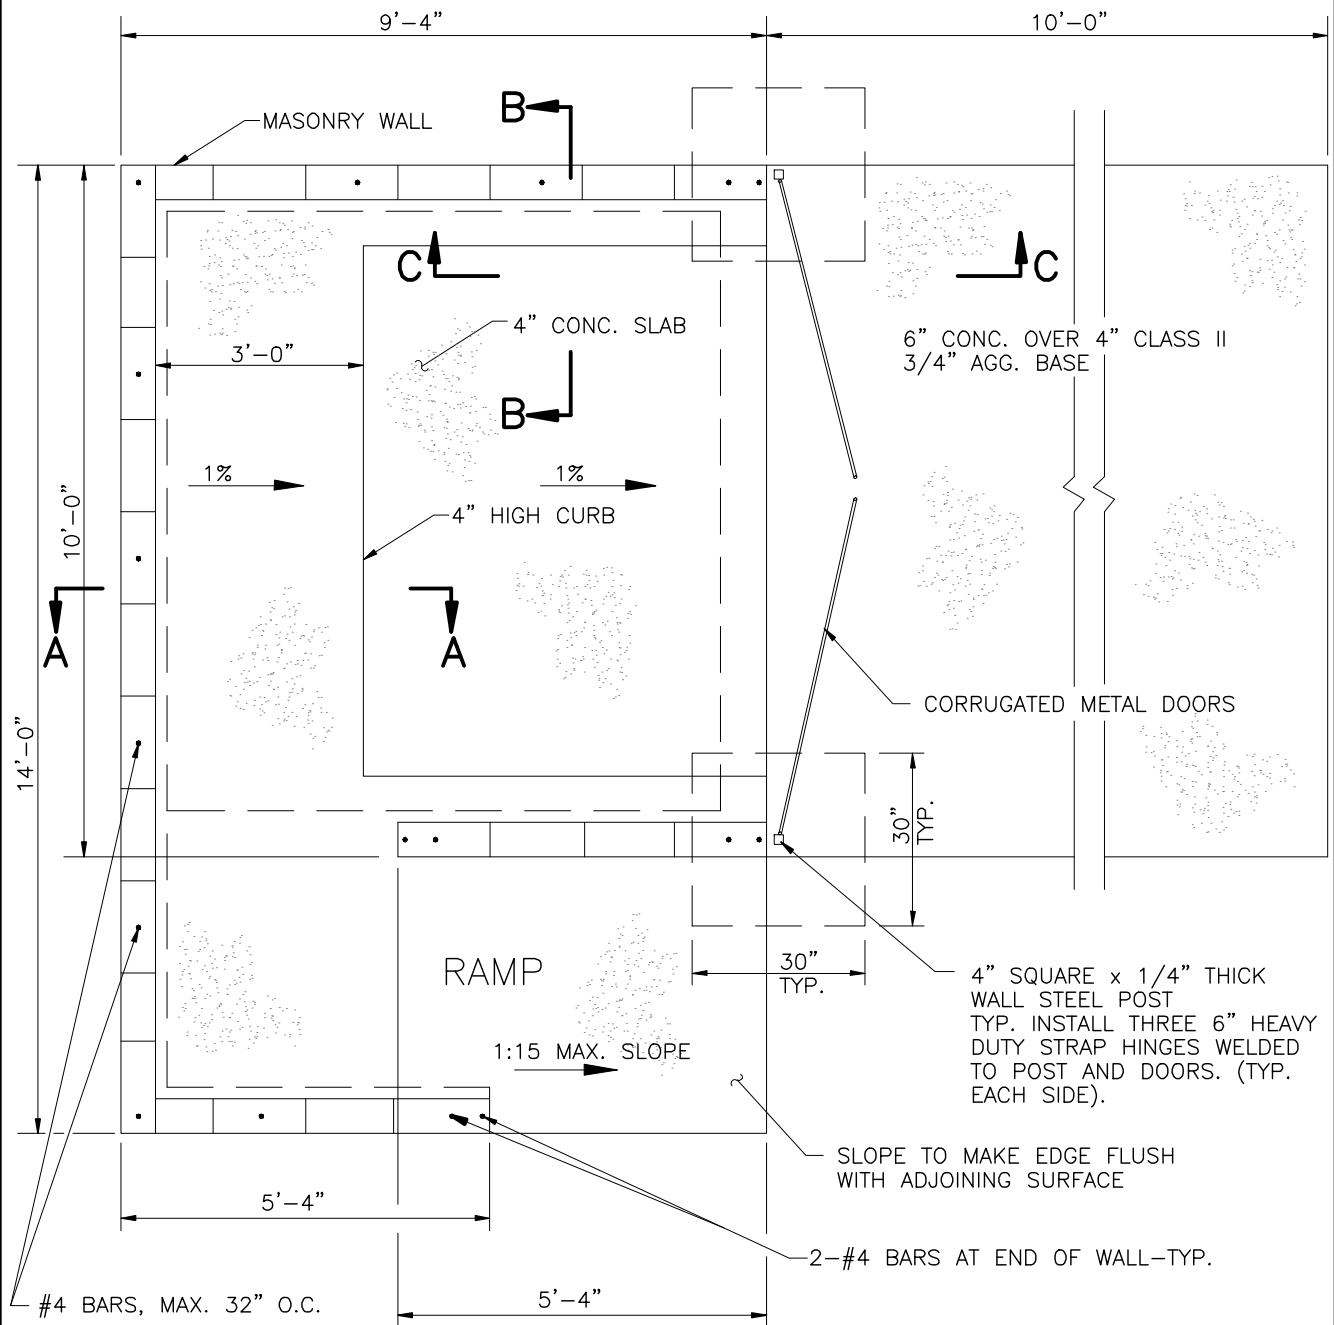 9'-4"
10'-0"
MASONRY WALL
B
C
C
4" CONC. SLAB
6" CONC. OVER 4" CLASS II
3/4" AGG. BASE
3'-0"
B
1%
1%
4" HIGH CURB
10'-0"
A
A
14'-0"
CORRUGATED METAL DOORS
30"
TYP.
30"
TYP.
RAMP
4" SQUARE x 1/4" THICK
WALL STEEL POST
TYP. INSTALL THREE 6" HEAVY
DUTY STRAP HINGES WELDED
TO POST AND DOORS. (TYP.
EACH SIDE).
1:15 MAX. SLOPE
SLOPE TO MAKE EDGE FLUSH
WITH ADJOINING SURFACE
5'-4"
2-#4 BARS AT END OF WALL-TYP.
#4 BARS, MAX. 32" O.C.
5'-4"